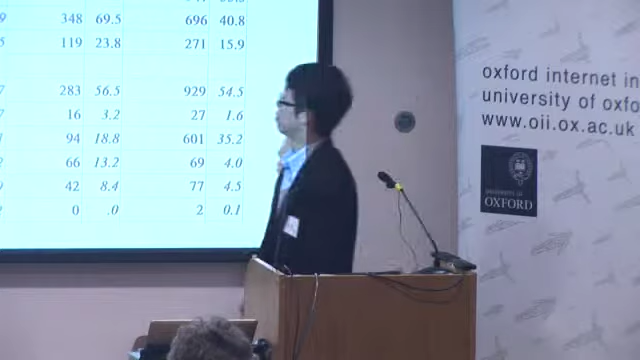 348 69.5 696 40.8
119 23.8 271 15.9
283 56.5 929 54.5
16 3.2 27 1.6
94 18.8 601 35.2
66 13.2 69 4.0
42 8.4 77 4.5
0 .0 2 0.1
oxford internet in
university of oxfo
www.oii.ox.ac.uk
UNIVERSITY OF
OXFORD